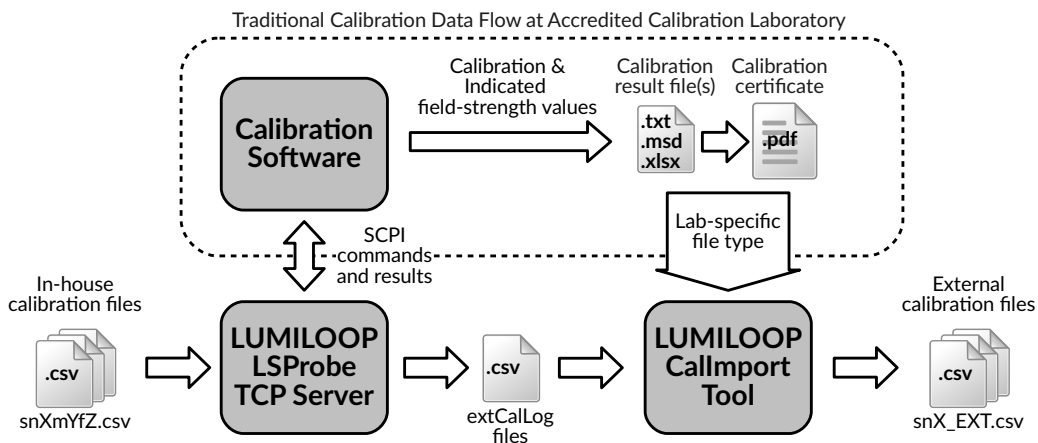 Traditional Calibration Data Flow at Accredited Calibration Laboratory
Calibration
Software
Calibration &
Indicated
field-strength values
Calibration
result file(s)
.txt
.msd
.xlsx
Calibration
certificate
.pdf
SCPI
commands
and results
Lab-specific
file type
In-house
calibration files
.csv
snXmYfZ.csv
LUMILOOP
LSProbe
TCP Server
.csv
extCalLog
files
LUMILOOP
CalImport
Tool
External
calibration files
.csv
snX_EXT.csv